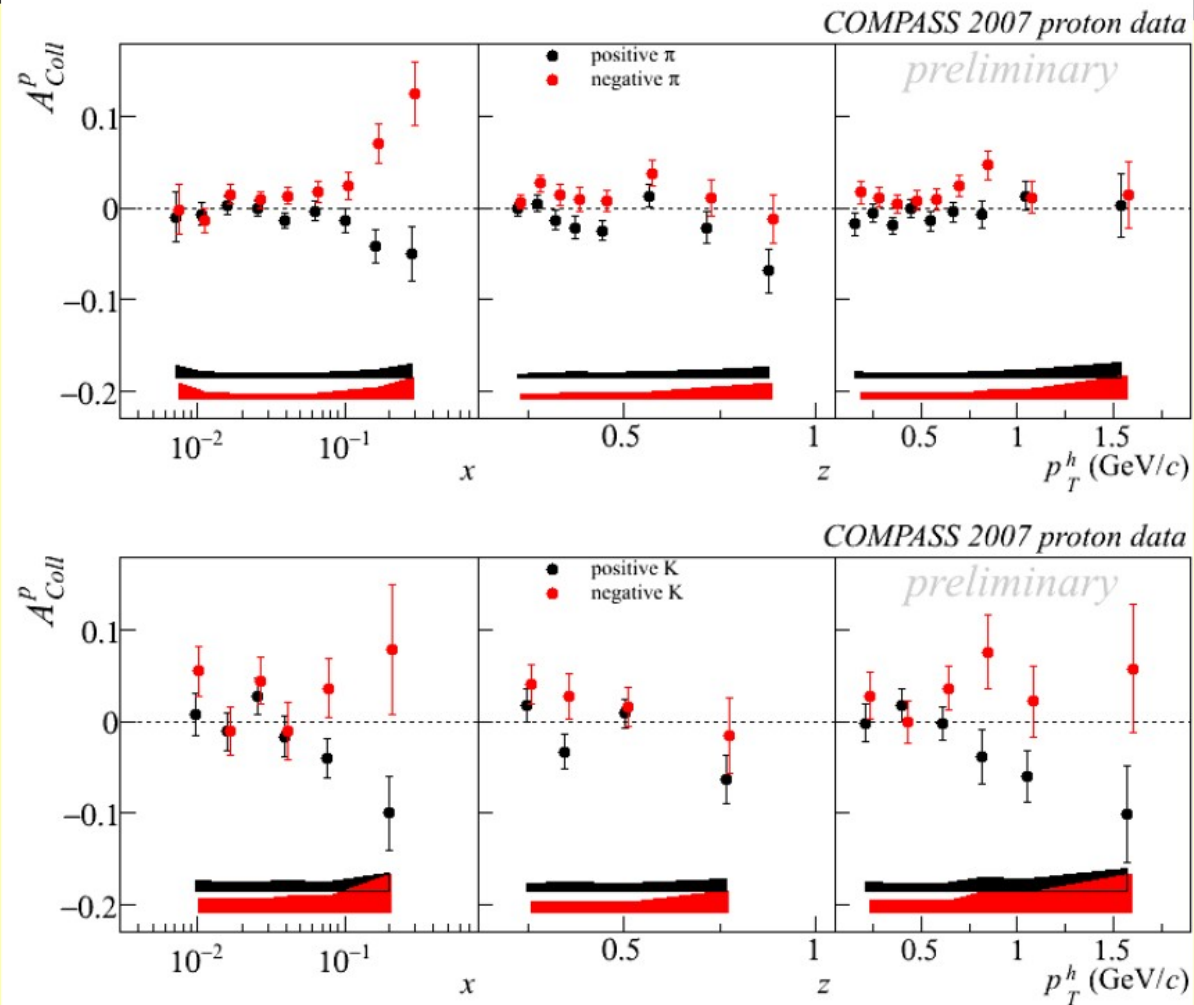 COMPASS 2007 proton data
A^p_Coll
positive π
negative π
preliminary
0.1
0
−0.1
−0.2
10^−2 10^−1 0.5 1 0.5 1 1.5
x z p_T^h (GeV/c)
COMPASS 2007 proton data
A^p_Coll
positive K
negative K
preliminary
0.1
0
−0.1
−0.2
10^−2 10^−1 0.5 1 0.5 1 1.5
x z p_T^h (GeV/c)